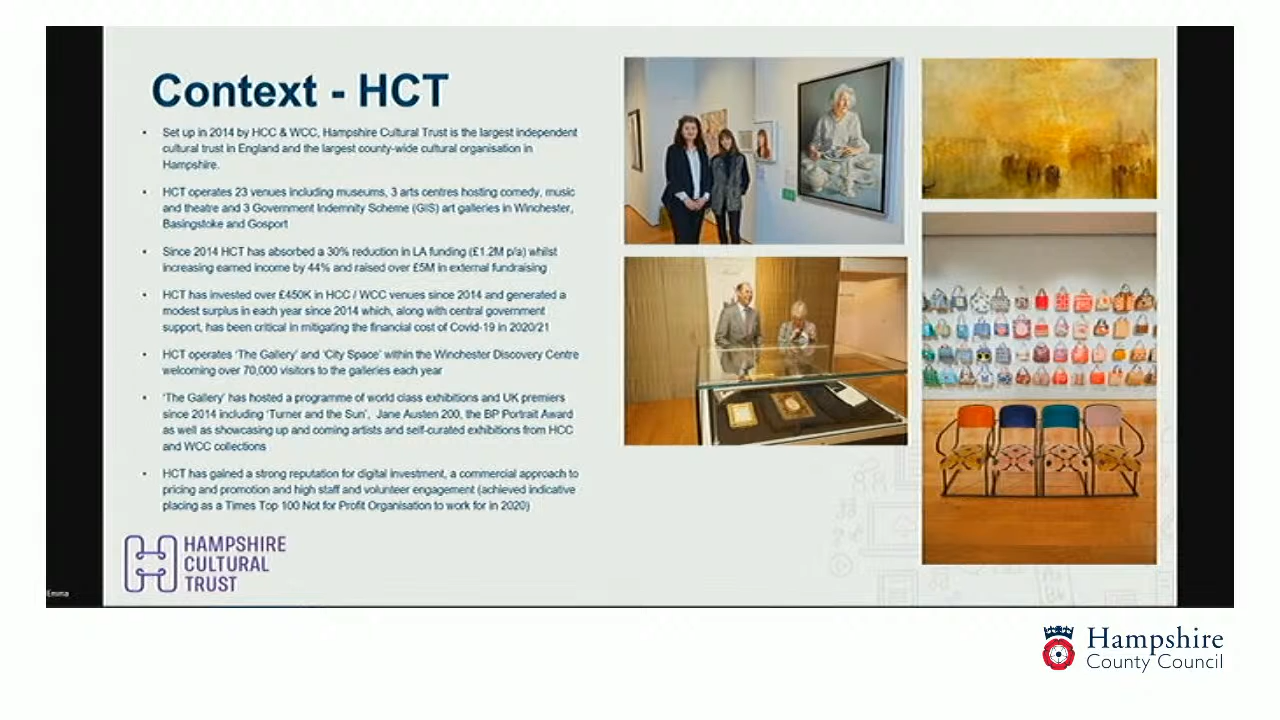 Context - HCT
• Set up in 2014 by HCC & WCC, Hampshire Cultural Trust is the largest independent
cultural trust in England and the largest county-wide cultural organisation in
Hampshire.
• HCT operates 23 venues including museums, 3 arts centres hosting comedy, music
and theatre and 3 Government Indemnity Scheme (GIS) art galleries in Winchester,
Basingstoke and Gosport
• Since 2014 HCT has absorbed a 30% reduction in LA funding (£1.2M p/a) whilst
increasing earned income by 44% and raised over £5M in external fundraising
• HCT has invested over £450K in HCC / WCC venues since 2014 and generated a
modest surplus in each year since 2014 which, along with central government
support, has been critical in mitigating the financial cost of Covid-19 in 2020/21
• HCT operates 'The Gallery' and 'City Space' within the Winchester Discovery Centre
welcoming over 70,000 visitors to the galleries each year
• 'The Gallery' has hosted a programme of world class exhibitions and UK premiers
since 2014 including 'Turner and the Sun', Jane Austen 200, the BP Portrait Award
as well as showcasing up and coming artists and self-curated exhibitions from HCC
and WCC collections
• HCT has gained a strong reputation for digital investment, a commercial approach to
pricing and promotion and high staff and volunteer engagement (achieved indicative
placing as a Times Top 100 Not for Profit Organisation to work for in 2020)
HAMPSHIRE
CULTURAL
TRUST
Emma
Hampshire
County Council